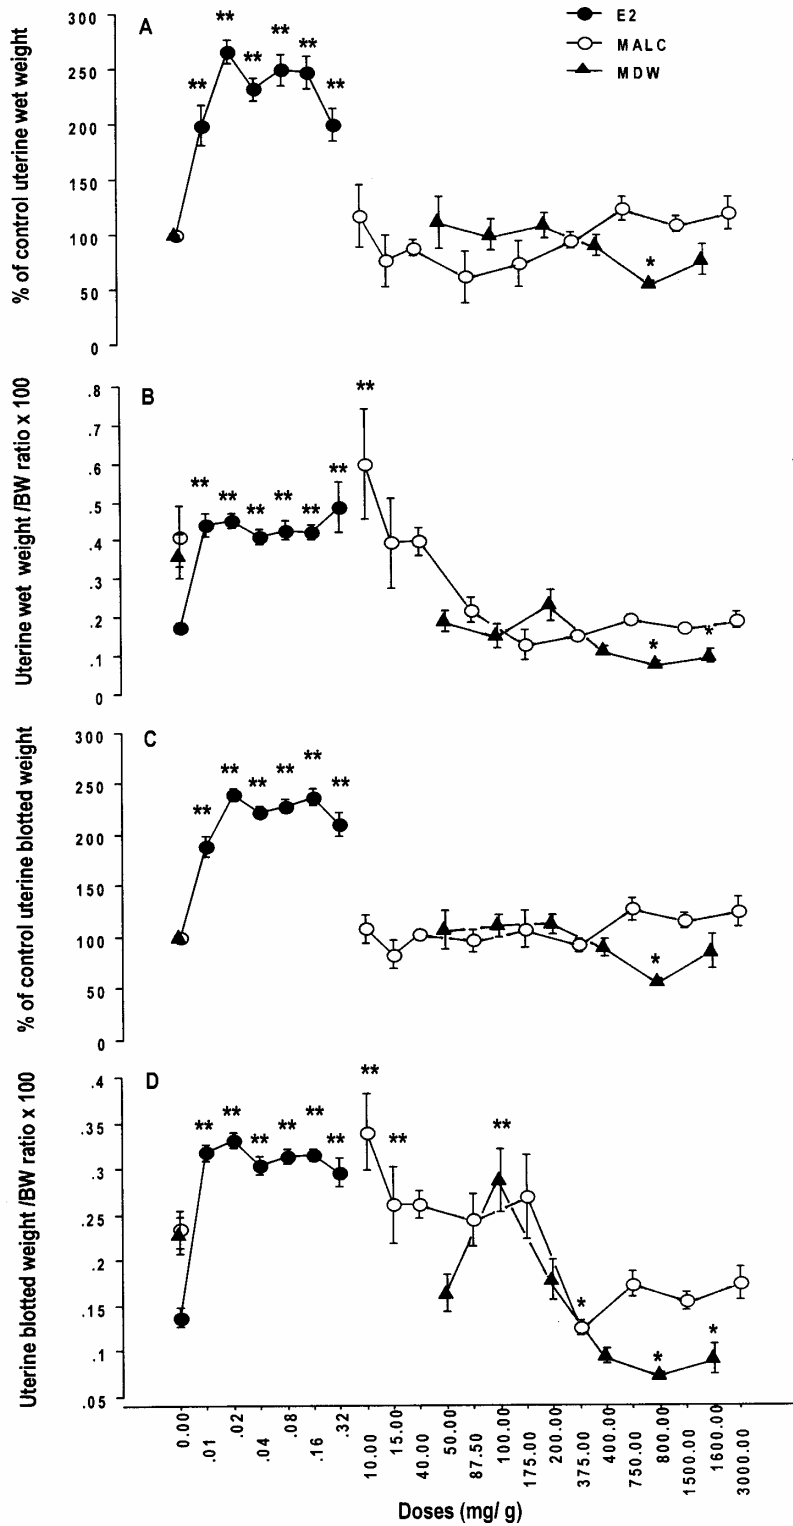 A
E2
MALC
MDW
% of control uterine wet weight
300
250
200
150
100
50
0
** ** ** ** ** **
*
B
Uterine wet weight /BW ratio x 100
.8
.7
.6
.5
.4
.3
.2
.1
0
** ** ** ** ** ** **
* *
C
% of control uterine blotted weight
300
250
200
150
100
50
0
** ** ** ** ** **
*
D
Uterine blotted weight /BW ratio x 100
.4
.35
.3
.25
.2
.15
.1
.05
** ** ** ** ** ** ** ** **
* * *
0.00 .01 .02 .04 .08 .16 .32 10.00 15.00 40.00 50.00 87.50 100.00 175.00 200.00 375.00 400.00 750.00 800.00 1500.00 1600.00 3000.00
Doses (mg/ g)